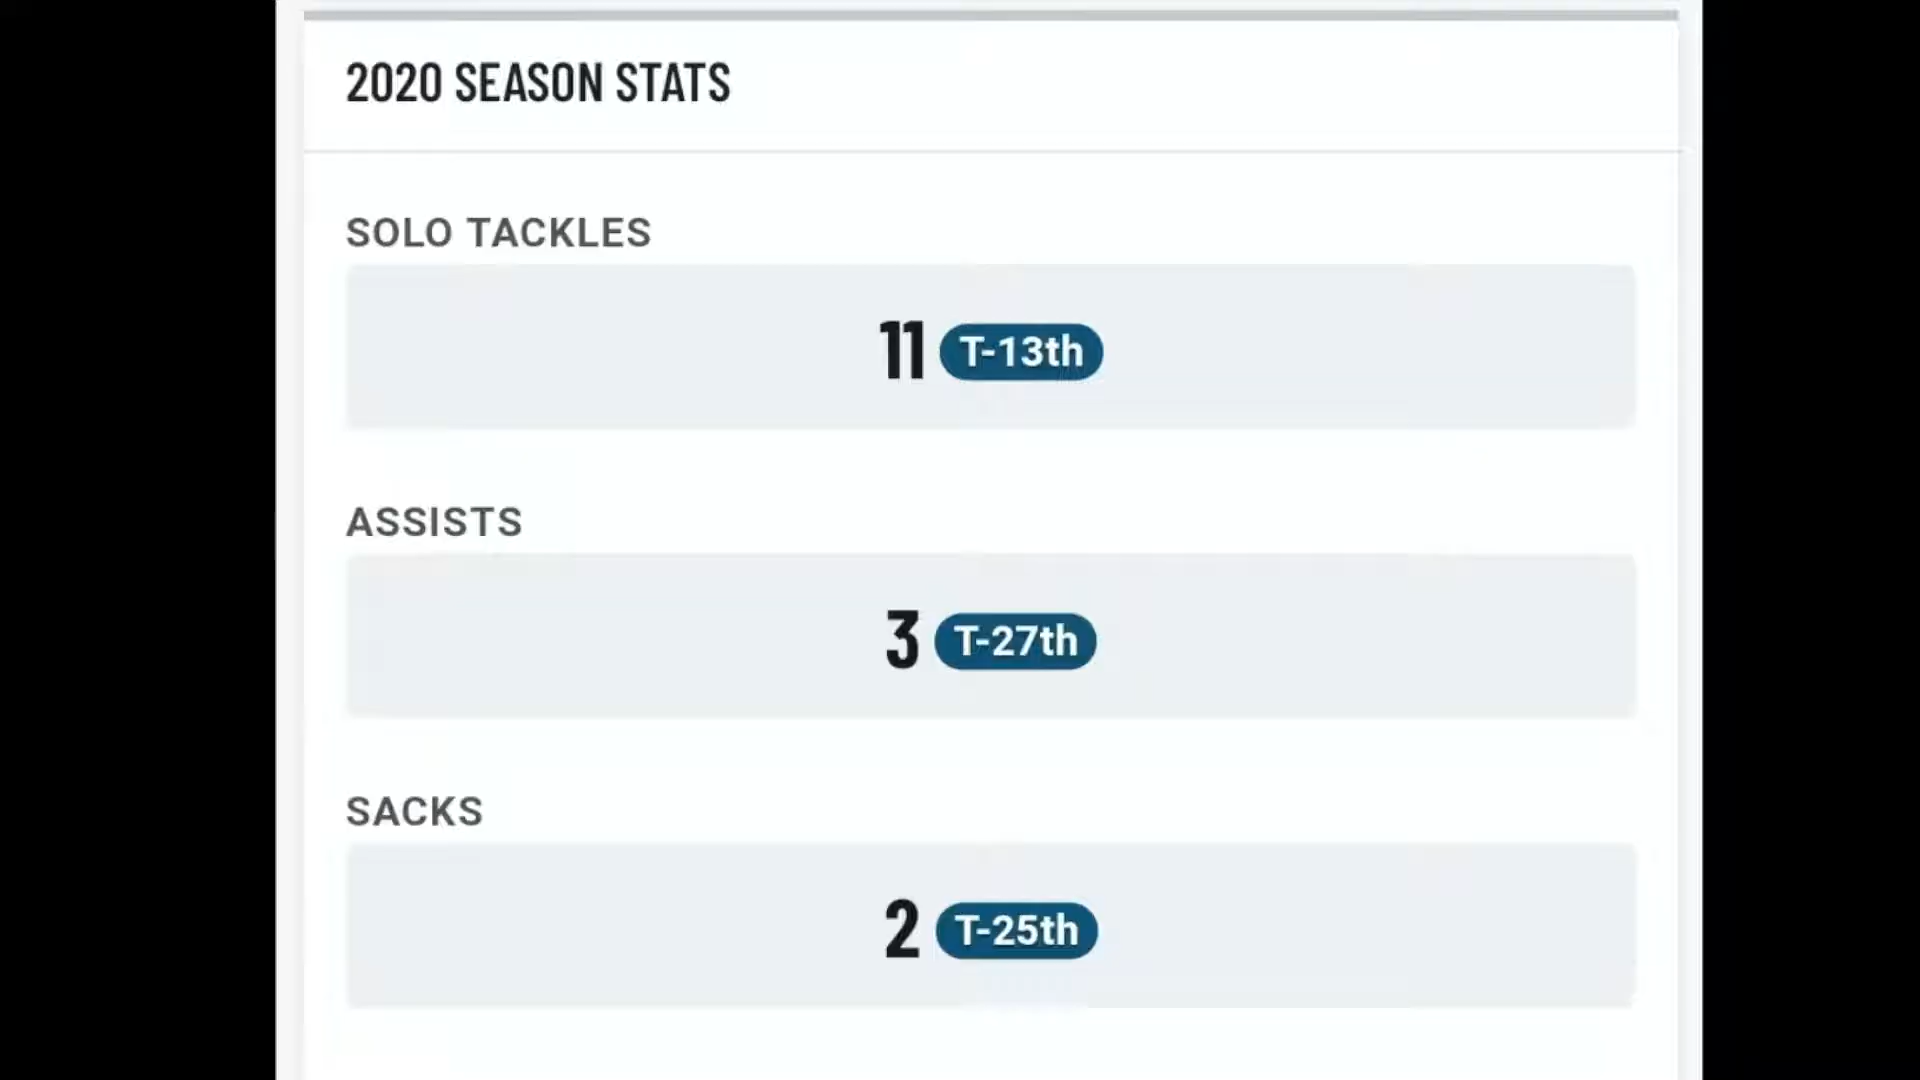 2020 SEASON STATS
SOLO TACKLES
11 T-13th
ASSISTS
3 T-27th
SACKS
2 T-25th